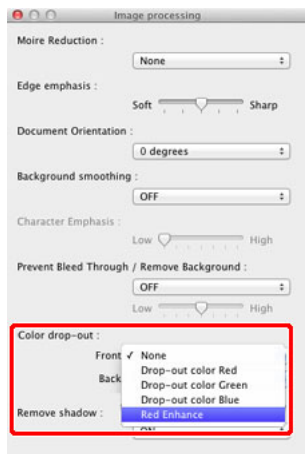 Image processing
Moire Reduction :
None
Edge emphasis :
Soft Sharp
Document Orientation :
0 degrees
Background smoothing :
OFF
Character Emphasis :
Low High
Prevent Bleed Through / Remove Background :
OFF
Low High
Color drop-out :
Front ✓ None
Drop-out color Red
Back Drop-out color Green
Drop-out color Blue
Red Enhance
Remove shadow :
ON